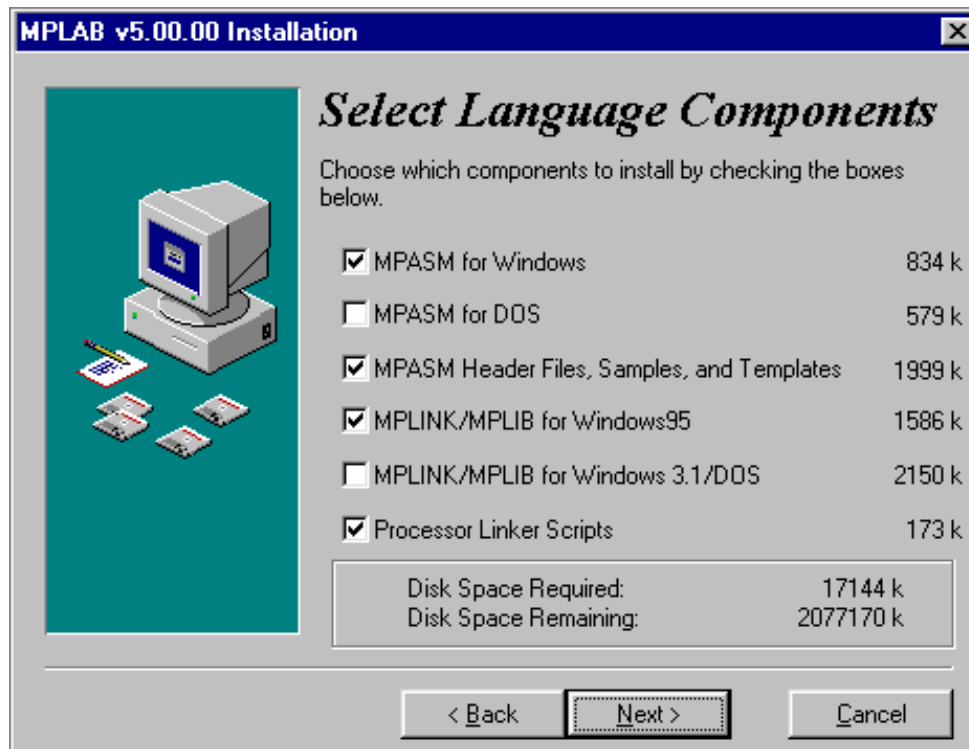 MPLAB v5.00.00 Installation
Select Language Components
Choose which components to install by checking the boxes
below.
MPASM for Windows 834 k
MPASM for DOS 579 k
MPASM Header Files, Samples, and Templates 1999 k
MPLINK/MPLIB for Windows95 1586 k
MPLINK/MPLIB for Windows 3.1/DOS 2150 k
Processor Linker Scripts 173 k
Disk Space Required: 17144 k
Disk Space Remaining: 2077170 k
< Back Next > Cancel